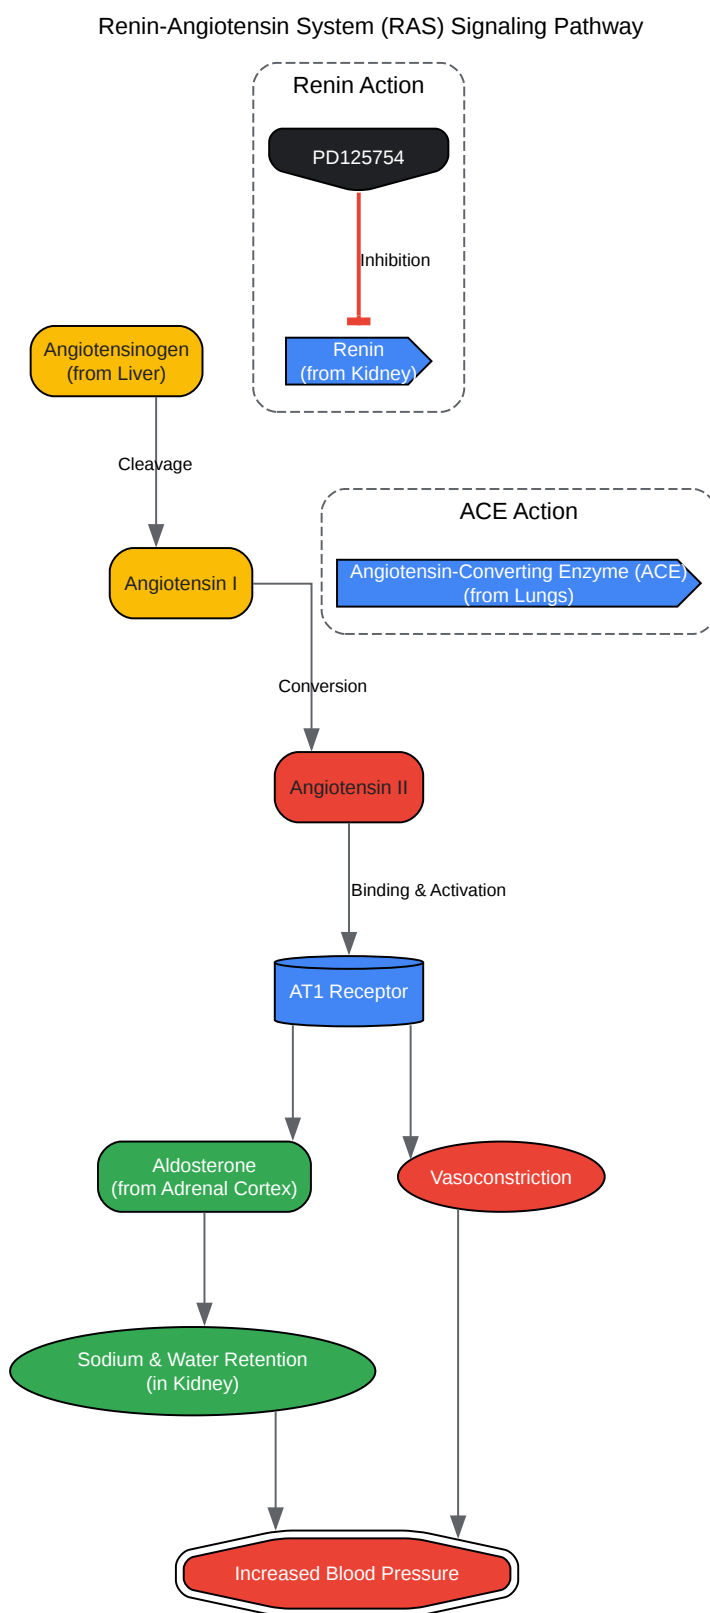 Renin-Angiotensin System (RAS) Signaling Pathway
Renin Action
PD125754
Inhibition
Renin
(from Kidney)
Angiotensinogen
(from Liver)
Cleavage
ACE Action
Angiotensin-Converting Enzyme (ACE)
(from Lungs)
Angiotensin I
Conversion
Angiotensin II
Binding & Activation
AT1 Receptor
Aldosterone
(from Adrenal Cortex)
Vasoconstriction
Sodium & Water Retention
(in Kidney)
Increased Blood Pressure